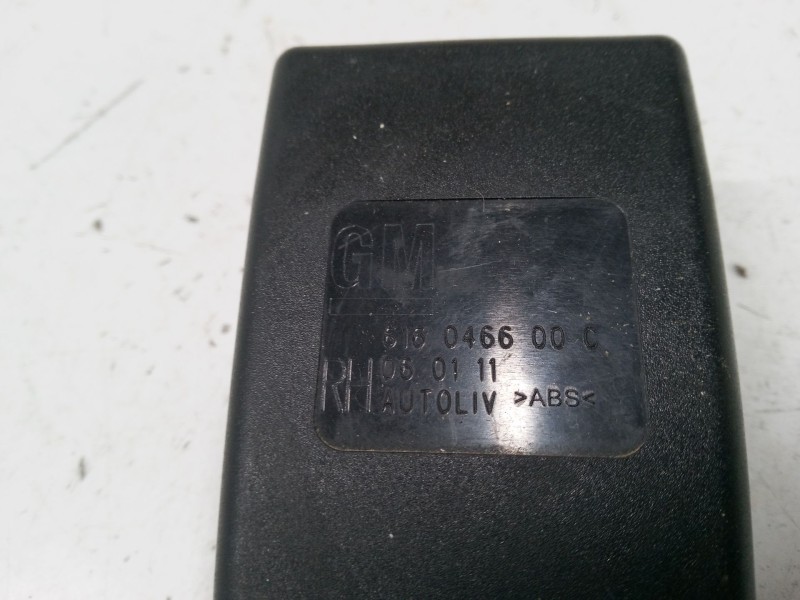 GM
616 0466 00 C
RH 06 01 11
AUTOLIV >ABS<